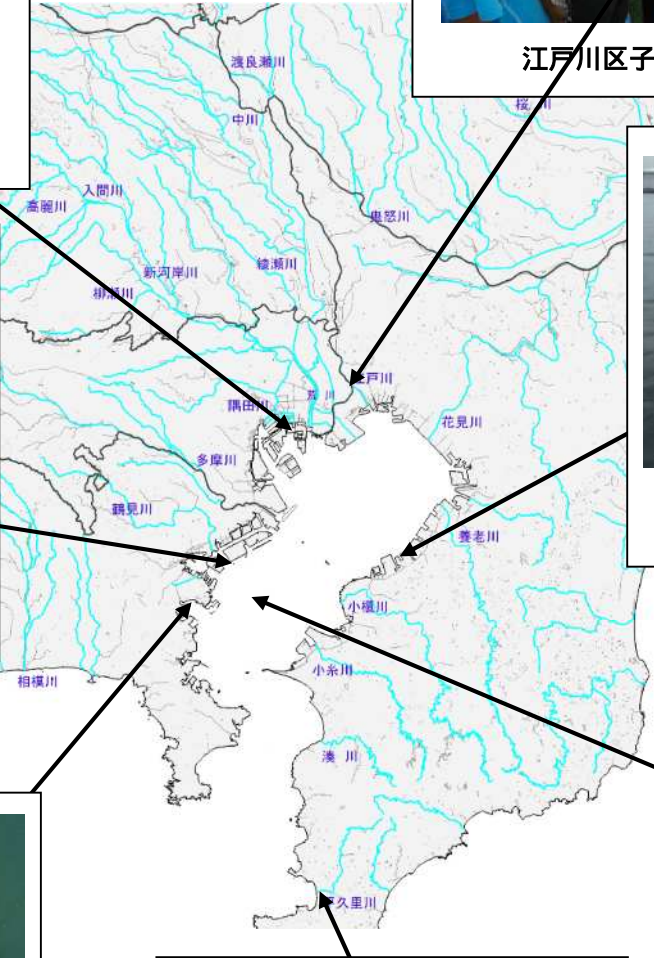 江戸川区子
渡良瀬川
桜 川
中川
入間川
高麗川
鬼怒川
綾瀬川
新河岸川
柳瀬川
江戸川
荒 川
隅田川
花見川
多摩川
鶴見川
養老川
小櫃川
小糸川
相模川
湊 川
平久里川